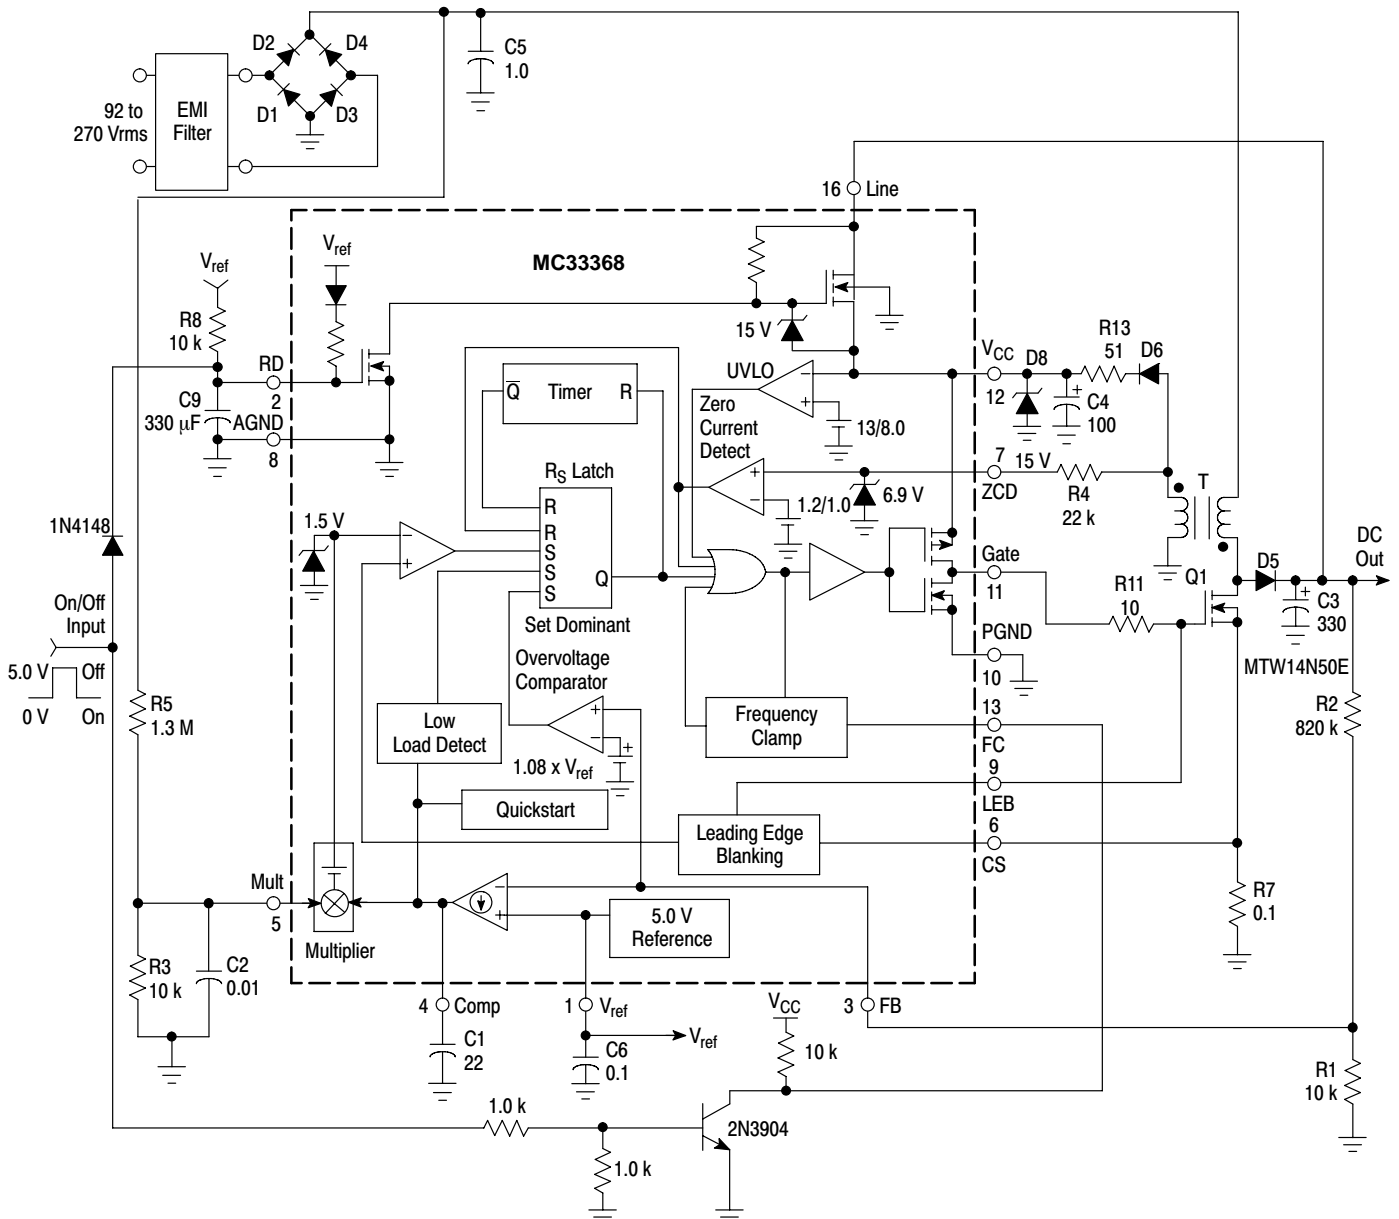 D2
D4
D1
D3
C5
1.0
92 to
270 Vrms
EMI
Filter
16
Line
MC33368
Vref
Vref
R8
10 k
RD
2
C9
330 μF
AGND
8
15 V
UVLO
VCC
12
D8
R13
51
D6
C4
100
13/8.0
Q̅
Timer
R
Zero
Current
Detect
7
15 V
ZCD
R4
22 k
T
6.9 V
1.2/1.0
RS Latch
R
R
S
S
S
Q
Set Dominant
1N4148
1.5 V
On/Off
Input
5.0 V
Off
0 V
On
Gate
11
R11
10
Q1
D5
DC
Out
C3
330
PGND
10
MTW14N50E
R5
1.3 M
Overvoltage
Comparator
Low
Load Detect
1.08 x Vref
Frequency
Clamp
13
FC
R2
820 k
Quickstart
9
LEB
Leading Edge
Blanking
6
CS
Mult
5
Multiplier
5.0 V
Reference
R7
0.1
R3
10 k
C2
0.01
4
Comp
1
Vref
VCC
3
FB
C1
22
C6
0.1
Vref
10 k
R1
10 k
1.0 k
2N3904
1.0 k